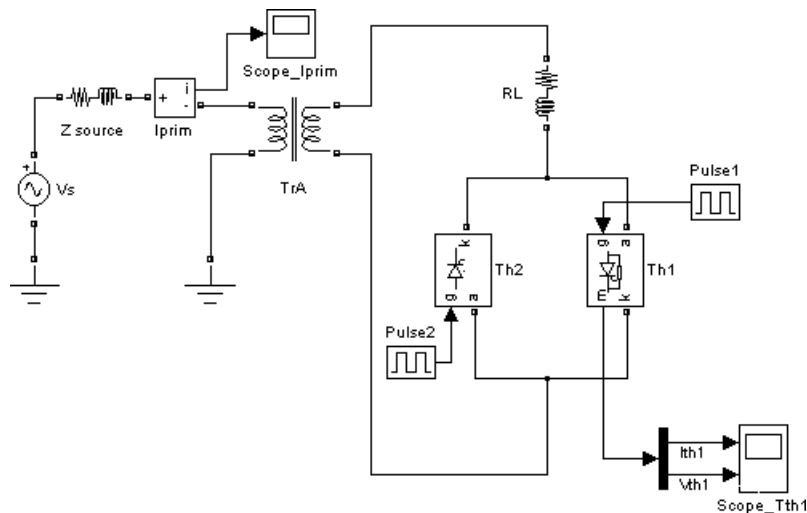 Scope_Iprim
+
i
-
Z source
Iprim
RL
TrA
+
Vs
Pulse1
k
g
a
Th2
g
a
m
k
Th1
Pulse2
Ith1
Vth1
Scope_Tth1